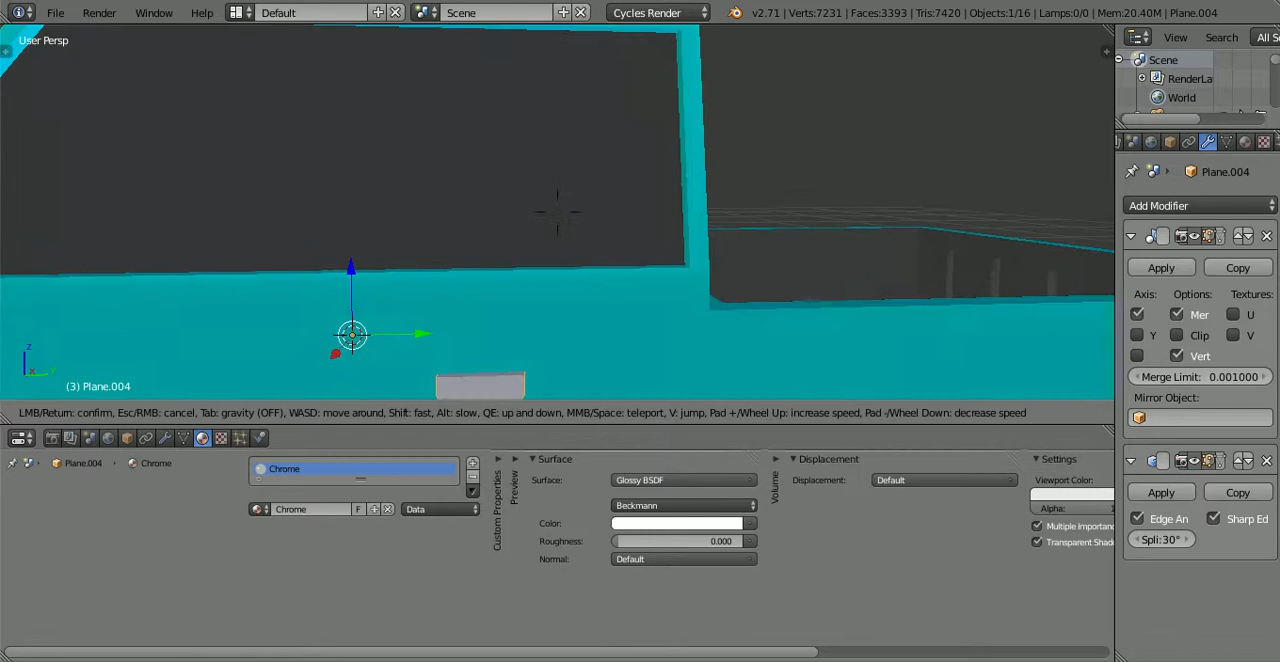 File Render Window Help Default Scene Cycles Render v2.71 | Verts:7231 | Faces:3393 | Tris:7420 | Objects:1/16 | Lamps:0/0 | Mem:20.40M | Plane.004
User Persp
View Search All S
Scene
RenderLa
World
Plane.004
Add Modifier
Apply Copy
Axis: Options: Textures:
Mer U
Y Clip V
Vert
Merge Limit: 0.001000
Mirror Object:
z
x y
(3) Plane.004
LMB/Return: confirm, Esc/RMB: cancel, Tab: gravity (OFF), WASD: move around, Shift: fast, Alt: slow, QE: up and down, MMB/Space: teleport, V: jump, Pad +/Wheel Up: increase speed, Pad -/Wheel Down: decrease speed
Plane.004 Chrome
Chrome
Chrome F Data
Custom Properties
Preview
Surface
Surface: Glossy BSDF
Beckmann
Color:
Roughness: 0.000
Normal: Default
Volume
Displacement
Displacement: Default
Settings
Viewport Color:
Alpha: 1
Multiple Importanc
Transparent Shado
Apply Copy
Edge An Sharp Ed
Spli:30°